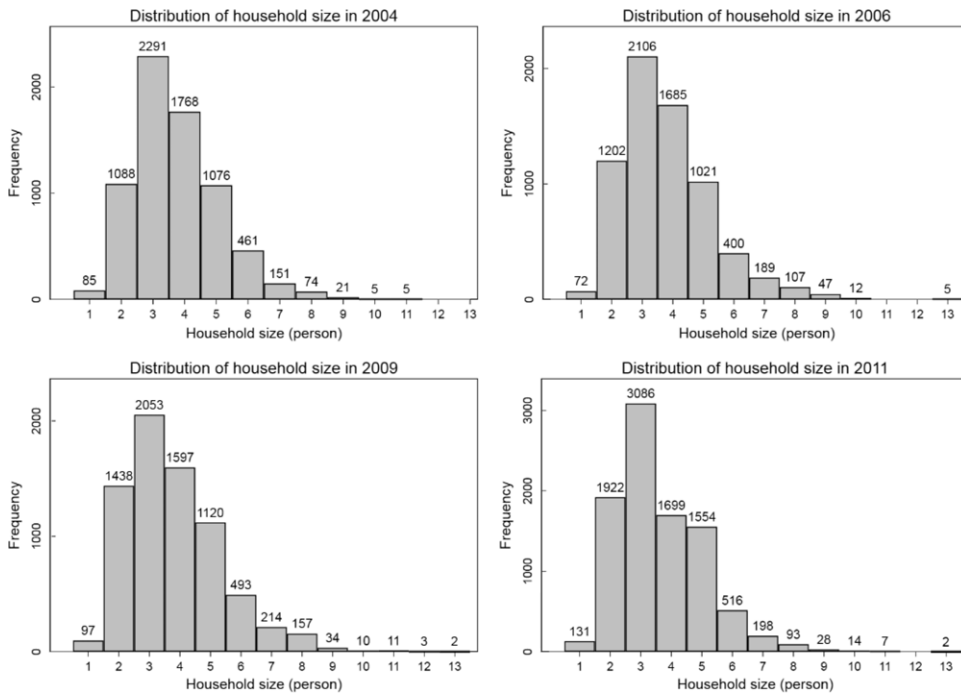 Distribution of household size in 2004
Frequency
2000
1000
0
85 1088 2291 1768 1076 461 151 74 21 5 5
1 2 3 4 5 6 7 8 9 10 11 12 13
Household size (person)
Distribution of household size in 2006
Frequency
2000
1000
0
72 1202 2106 1685 1021 400 189 107 47 12 5
1 2 3 4 5 6 7 8 9 10 11 12 13
Household size (person)
Distribution of household size in 2009
Frequency
2000
1000
0
97 1438 2053 1597 1120 493 214 157 34 10 11 3 2
1 2 3 4 5 6 7 8 9 10 11 12 13
Household size (person)
Distribution of household size in 2011
Frequency
3000
2000
1000
0
131 1922 3086 1699 1554 516 198 93 28 14 7 2
1 2 3 4 5 6 7 8 9 10 11 12 13
Household size (person)